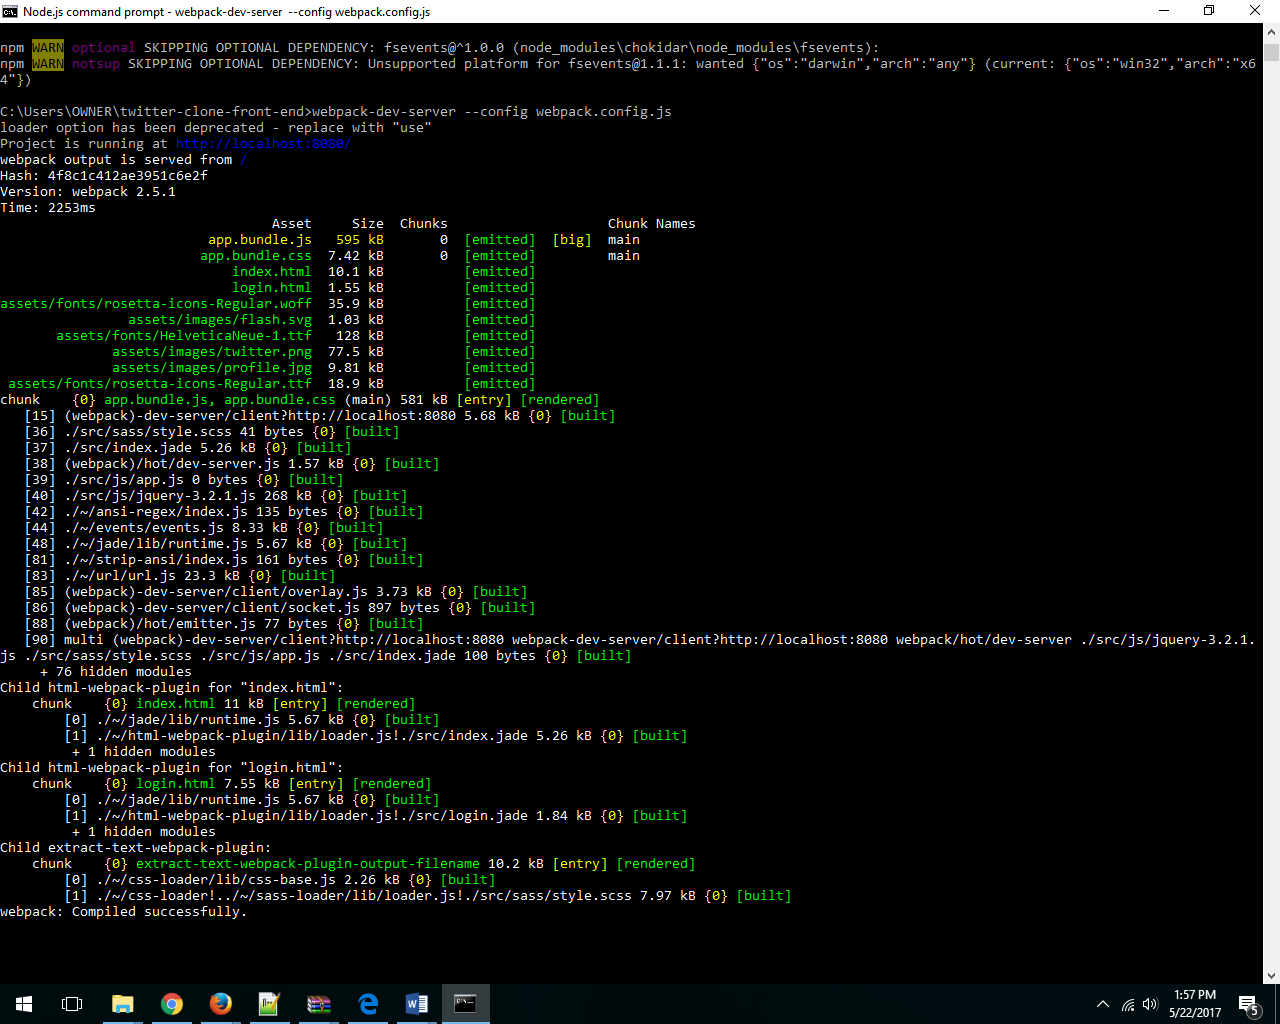 Node.js command prompt - webpack-dev-server --config webpack.config.js
npm WARN optional SKIPPING OPTIONAL DEPENDENCY: fsevents@^1.0.0 (node_modules\chokidar\node_modules\fsevents):
npm WARN notsup SKIPPING OPTIONAL DEPENDENCY: Unsupported platform for fsevents@1.1.1: wanted {"os":"darwin","arch":"any"} (current: {"os":"win32","arch":"x6
4"})
C:\Users\OWNER\twitter-clone-front-end>webpack-dev-server --config webpack.config.js
loader option has been deprecated - replace with "use"
Project is running at http://localhost:8080/
webpack output is served from /
Hash: 4f8c1c412ae3951c6e2f
Version: webpack 2.5.1
Time: 2253ms
Asset Size Chunks Chunk Names
app.bundle.js 595 kB 0 [emitted] [big] main
app.bundle.css 7.42 kB 0 [emitted] main
index.html 10.1 kB [emitted]
login.html 1.55 kB [emitted]
assets/fonts/rosetta-icons-Regular.woff 35.9 kB [emitted]
assets/images/flash.svg 1.03 kB [emitted]
assets/fonts/HelveticaNeue-1.ttf 128 kB [emitted]
assets/images/twitter.png 77.5 kB [emitted]
assets/images/profile.jpg 9.81 kB [emitted]
assets/fonts/rosetta-icons-Regular.ttf 18.9 kB [emitted]
chunk {0} app.bundle.js, app.bundle.css (main) 581 kB [entry] [rendered]
[15] (webpack)-dev-server/client?http://localhost:8080 5.68 kB {0} [built]
[36] ./src/sass/style.scss 41 bytes {0} [built]
[37] ./src/index.jade 5.26 kB {0} [built]
[38] (webpack)/hot/dev-server.js 1.57 kB {0} [built]
[39] ./src/js/app.js 0 bytes {0} [built]
[40] ./src/js/jquery-3.2.1.js 268 kB {0} [built]
[42] ./~/ansi-regex/index.js 135 bytes {0} [built]
[44] ./~/events/events.js 8.33 kB {0} [built]
[48] ./~/jade/lib/runtime.js 5.67 kB {0} [built]
[81] ./~/strip-ansi/index.js 161 bytes {0} [built]
[83] ./~/url/url.js 23.3 kB {0} [built]
[85] (webpack)-dev-server/client/overlay.js 3.73 kB {0} [built]
[86] (webpack)-dev-server/client/socket.js 897 bytes {0} [built]
[88] (webpack)/hot/emitter.js 77 bytes {0} [built]
[90] multi (webpack)-dev-server/client?http://localhost:8080 webpack-dev-server/client?http://localhost:8080 webpack/hot/dev-server ./src/js/jquery-3.2.1.
js ./src/sass/style.scss ./src/js/app.js ./src/index.jade 100 bytes {0} [built]
+ 76 hidden modules
Child html-webpack-plugin for "index.html":
chunk {0} index.html 11 kB [entry] [rendered]
[0] ./~/jade/lib/runtime.js 5.67 kB {0} [built]
[1] ./~/html-webpack-plugin/lib/loader.js!./src/index.jade 5.26 kB {0} [built]
+ 1 hidden modules
Child html-webpack-plugin for "login.html":
chunk {0} login.html 7.55 kB [entry] [rendered]
[0] ./~/jade/lib/runtime.js 5.67 kB {0} [built]
[1] ./~/html-webpack-plugin/lib/loader.js!./src/login.jade 1.84 kB {0} [built]
+ 1 hidden modules
Child extract-text-webpack-plugin:
chunk {0} extract-text-webpack-plugin-output-filename 10.2 kB [entry] [rendered]
[0] ./~/css-loader/lib/css-base.js 2.26 kB {0} [built]
[1] ./~/css-loader!../~/sass-loader/lib/loader.js!./src/sass/style.scss 7.97 kB {0} [built]
webpack: Compiled successfully.
1:57 PM
5/22/2017
5